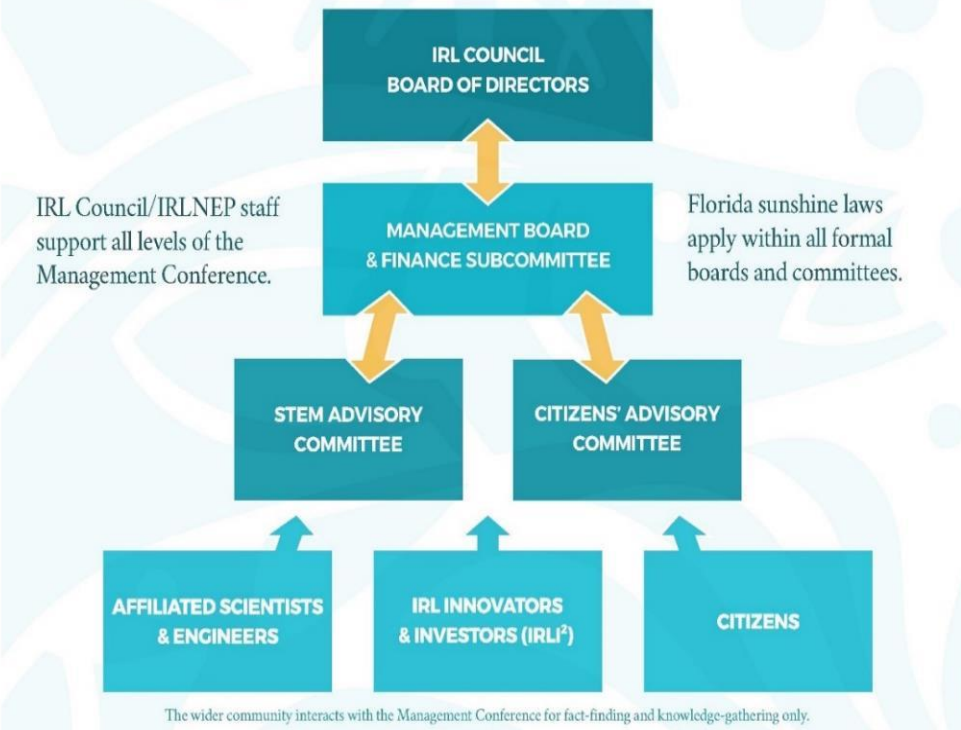 IRL COUNCIL
BOARD OF DIRECTORS
IRL Council/IRLNEP staff
support all levels of the
Management Conference.
MANAGEMENT BOARD
& FINANCE SUBCOMMITTEE
Florida sunshine laws
apply within all formal
boards and committees.
STEM ADVISORY
COMMITTEE
CITIZENS' ADVISORY
COMMITTEE
AFFILIATED SCIENTISTS
& ENGINEERS
IRL INNOVATORS
& INVESTORS (IRLI²)
CITIZENS
The wider community interacts with the Management Conference for fact-finding and knowledge-gathering only.